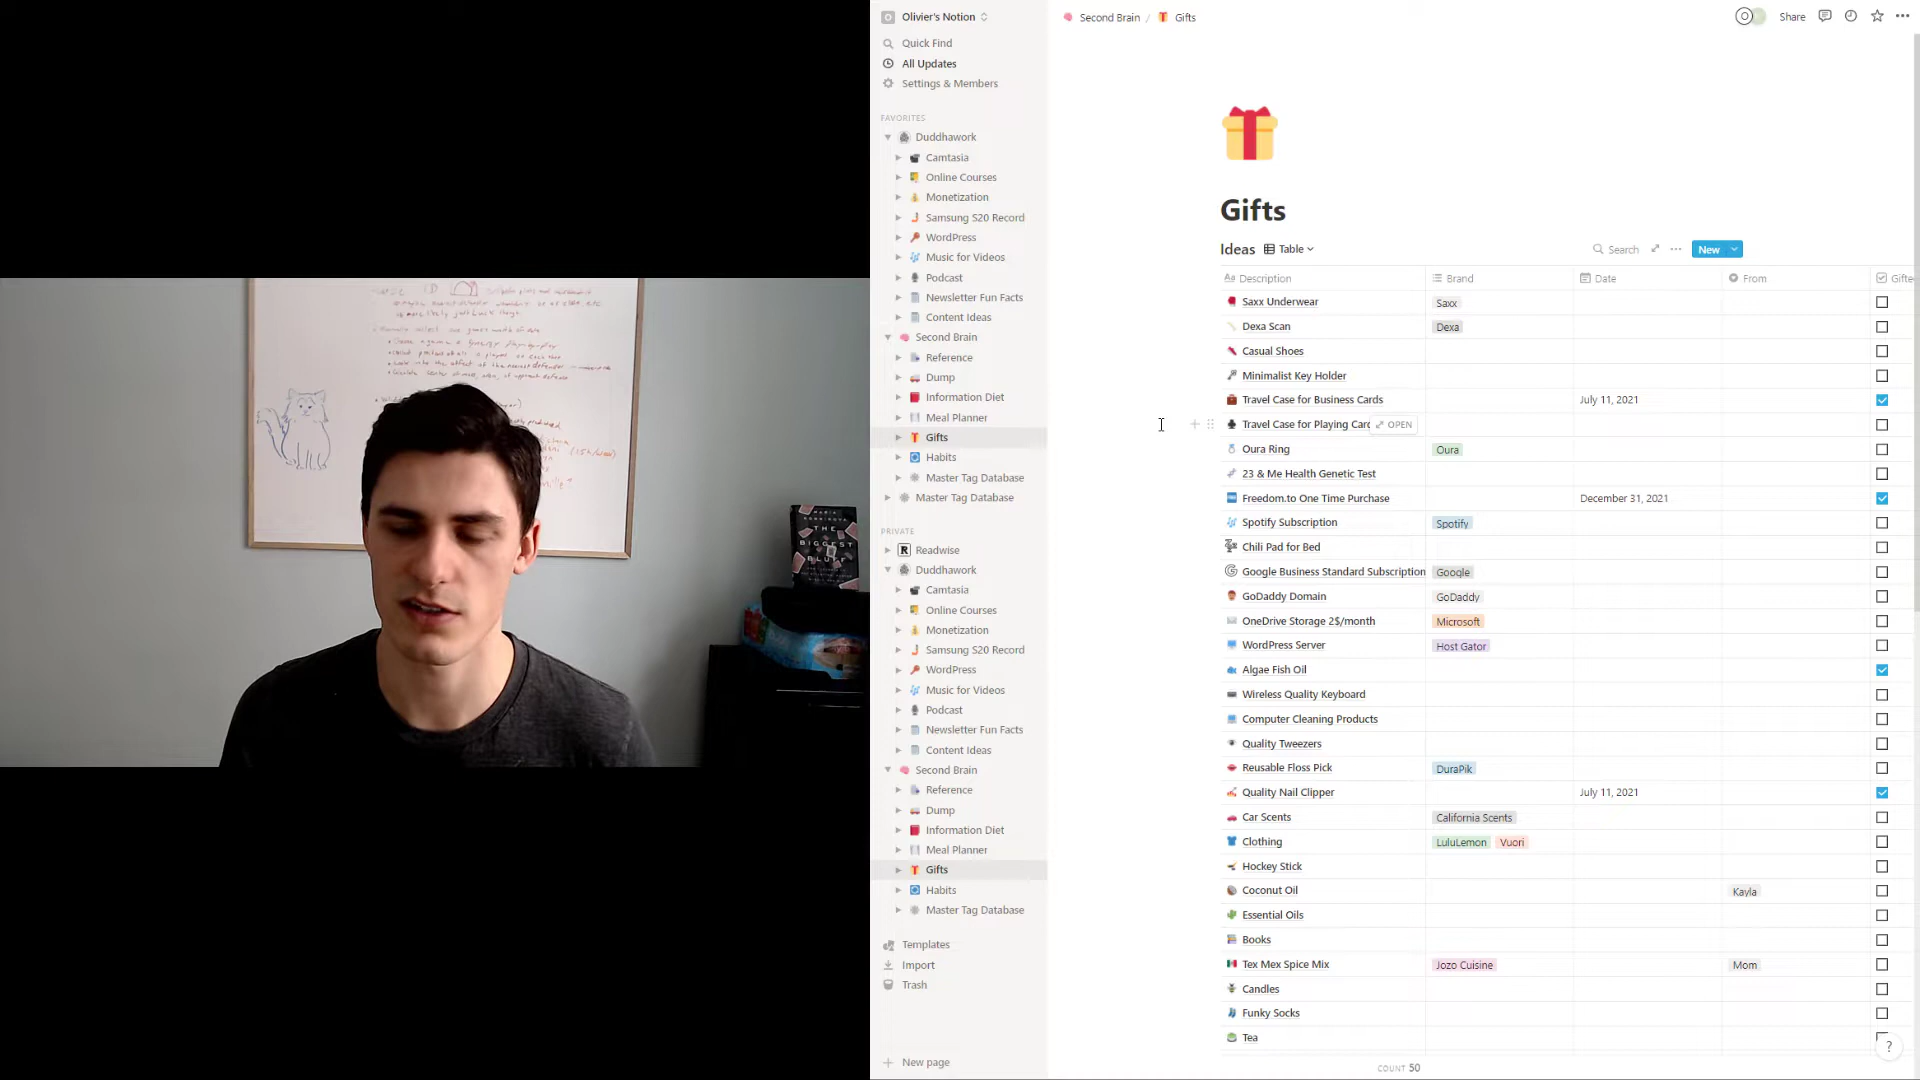 Olivier's Notion
Quick Find
All Updates
Settings & Members
FAVORITES
Duddhawork
Camtasia
Online Courses
Monetization
Samsung S20 Record
WordPress
Music for Videos
Podcast
Newsletter Fun Facts
Content Ideas
Second Brain
Reference
Dump
Information Diet
Meal Planner
Gifts
Habits
Master Tag Database
Master Tag Database
PRIVATE
Readwise
Duddhawork
Camtasia
Online Courses
Monetization
Samsung S20 Record
WordPress
Music for Videos
Podcast
Newsletter Fun Facts
Content Ideas
Second Brain
Reference
Dump
Information Diet
Meal Planner
Gifts
Habits
Master Tag Database
Templates
Import
Trash
New page
Second Brain / Gifts
Share
Gifts
Ideas Table
Search New
Description Brand Date From Gifte
Saxx Underwear Saxx
Dexa Scan Dexa
Casual Shoes
Minimalist Key Holder
Travel Case for Business Cards July 11, 2021
Travel Case for Playing Card OPEN
Oura Ring Oura
23 & Me Health Genetic Test
Freedom.to One Time Purchase December 31, 2021
Spotify Subscription Spotify
Chili Pad for Bed
Google Business Standard Subscription Google
GoDaddy Domain GoDaddy
OneDrive Storage 2$/month Microsoft
WordPress Server Host Gator
Algae Fish Oil
Wireless Quality Keyboard
Computer Cleaning Products
Quality Tweezers
Reusable Floss Pick DuraPik
Quality Nail Clipper July 11, 2021
Car Scents California Scents
Clothing LuluLemon Vuori
Hockey Stick
Coconut Oil Kayla
Essential Oils
Books
Tex Mex Spice Mix Jozo Cuisine Mom
Candles
Funky Socks
Tea
COUNT 50
?
THE
BIGGEST
BLUFF